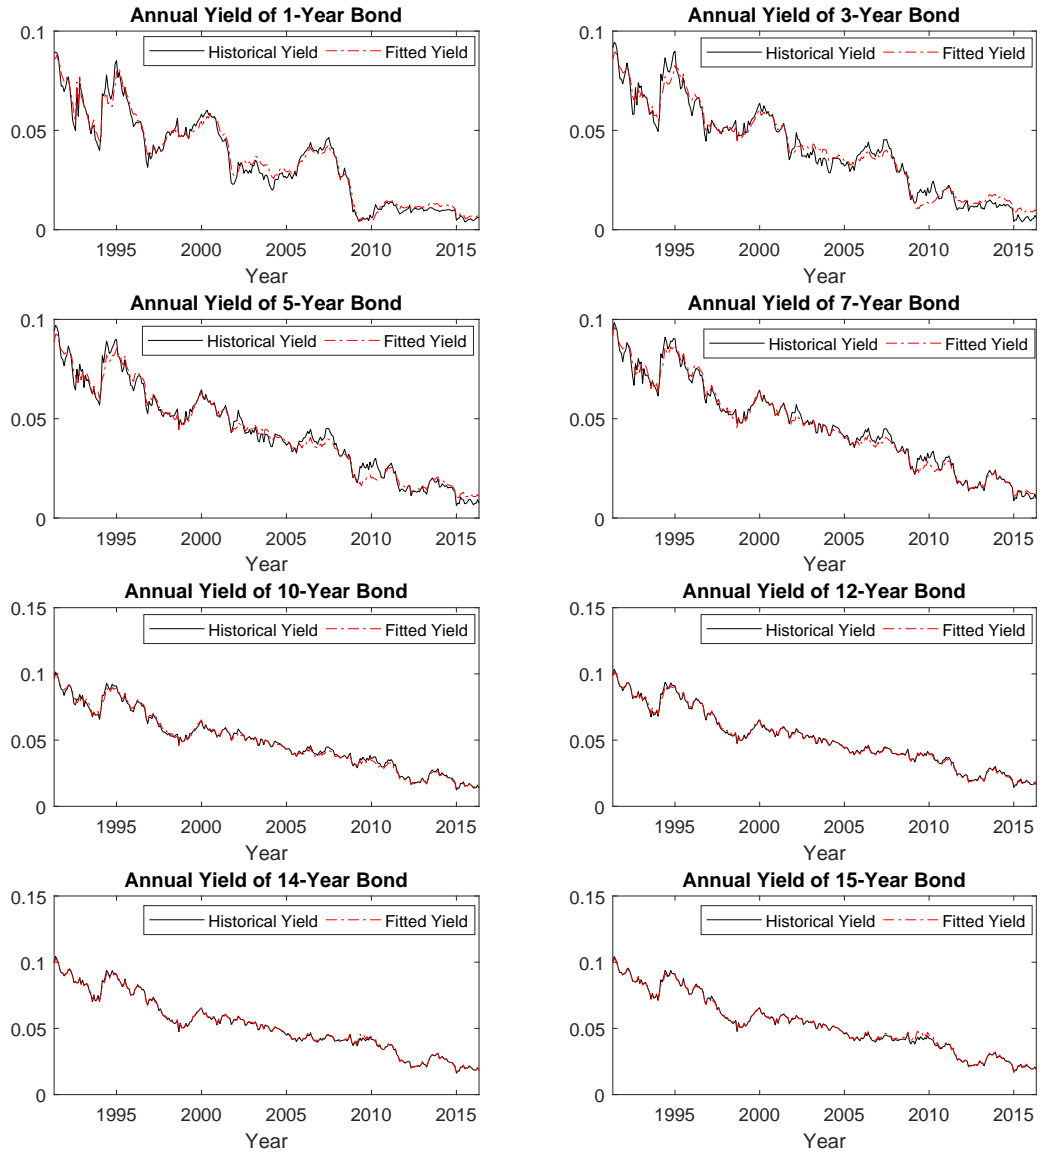 Annual Yield of 1-Year Bond
Historical Yield Fitted Yield
0.1
0.05
0
1995 2000 2005 2010 2015
Year
Annual Yield of 3-Year Bond
Historical Yield Fitted Yield
0.1
0.05
0
1995 2000 2005 2010 2015
Year
Annual Yield of 5-Year Bond
Historical Yield Fitted Yield
0.1
0.05
0
1995 2000 2005 2010 2015
Year
Annual Yield of 7-Year Bond
Historical Yield Fitted Yield
0.1
0.05
0
1995 2000 2005 2010 2015
Year
Annual Yield of 10-Year Bond
Historical Yield Fitted Yield
0.15
0.1
0.05
0
1995 2000 2005 2010 2015
Year
Annual Yield of 12-Year Bond
Historical Yield Fitted Yield
0.15
0.1
0.05
0
1995 2000 2005 2010 2015
Year
Annual Yield of 14-Year Bond
Historical Yield Fitted Yield
0.15
0.1
0.05
0
1995 2000 2005 2010 2015
Year
Annual Yield of 15-Year Bond
Historical Yield Fitted Yield
0.15
0.1
0.05
0
1995 2000 2005 2010 2015
Year